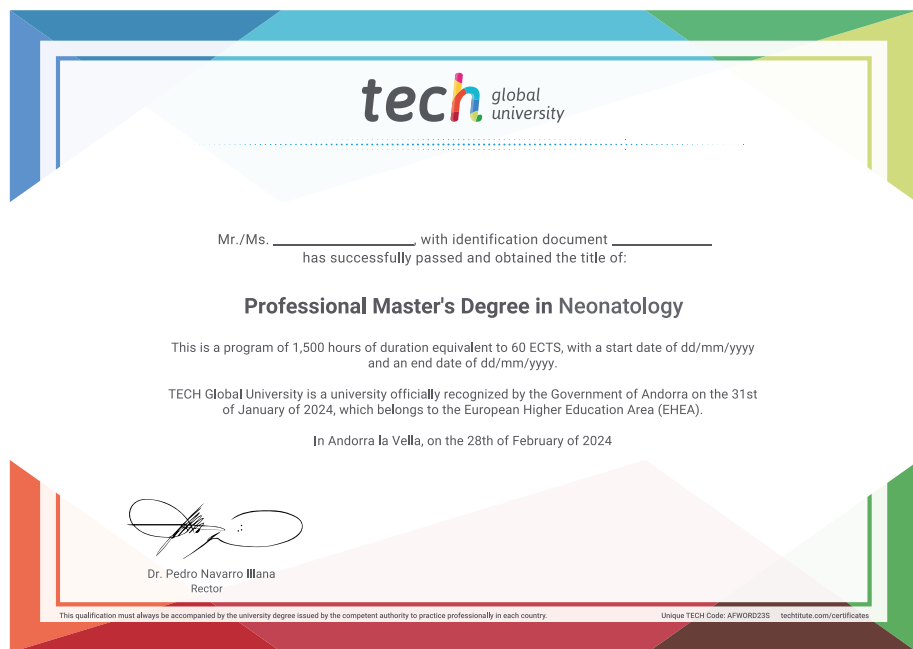 tech global
university
Mr./Ms. ________________, with identification document ___________
has successfully passed and obtained the title of:
Professional Master's Degree in Neonatology
This is a program of 1,500 hours of duration equivalent to 60 ECTS, with a start date of dd/mm/yyyy
and an end date of dd/mm/yyyy.
TECH Global University is a university officially recognized by the Government of Andorra on the 31st
of January of 2024, which belongs to the European Higher Education Area (EHEA).
In Andorra la Vella, on the 28th of February of 2024
Dr. Pedro Navarro Illana
Rector
This qualification must always be accompanied by the university degree issued by the competent authority to practice professionally in each country.
Unique TECH Code: AFWORD23S techtitute.com/certificates